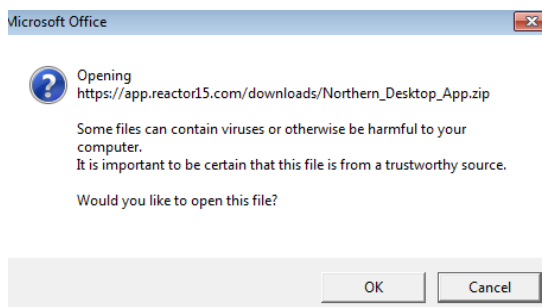 Microsoft Office
Opening
https://app.reactor15.com/downloads/Northern_Desktop_App.zip
Some files can contain viruses or otherwise be harmful to your
computer.
It is important to be certain that this file is from a trustworthy source.
Would you like to open this file?
OK
Cancel